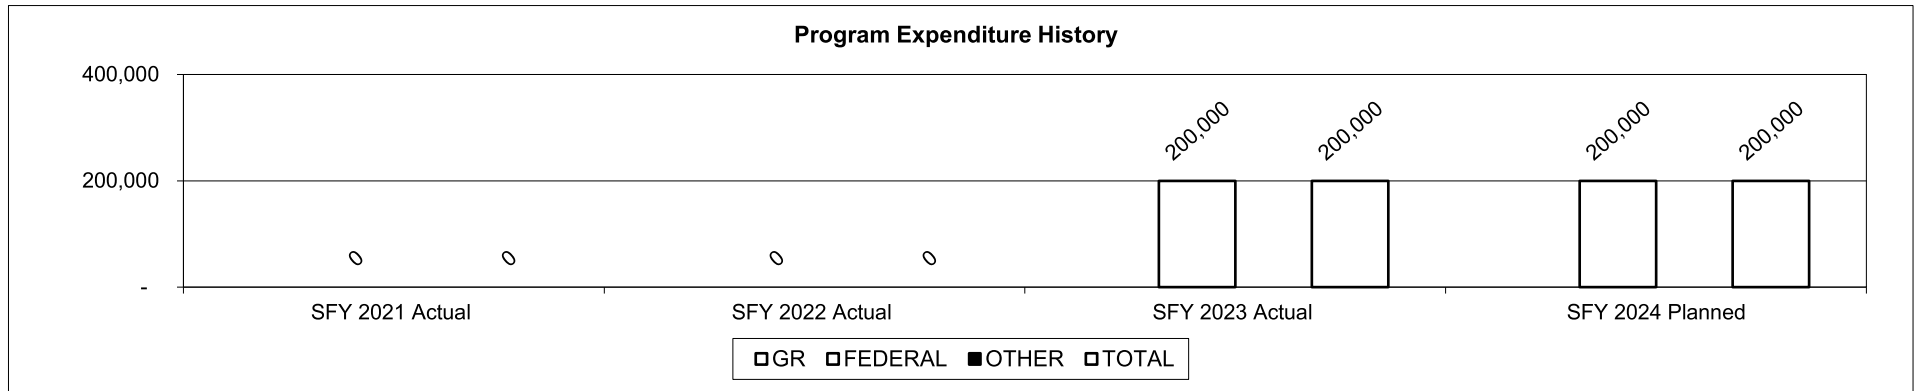 Program Expenditure History
400,000
200,000 200,000 200,000 200,000
200,000
0 0 0 0
-
SFY 2021 Actual SFY 2022 Actual SFY 2023 Actual SFY 2024 Planned
GR FEDERAL OTHER TOTAL